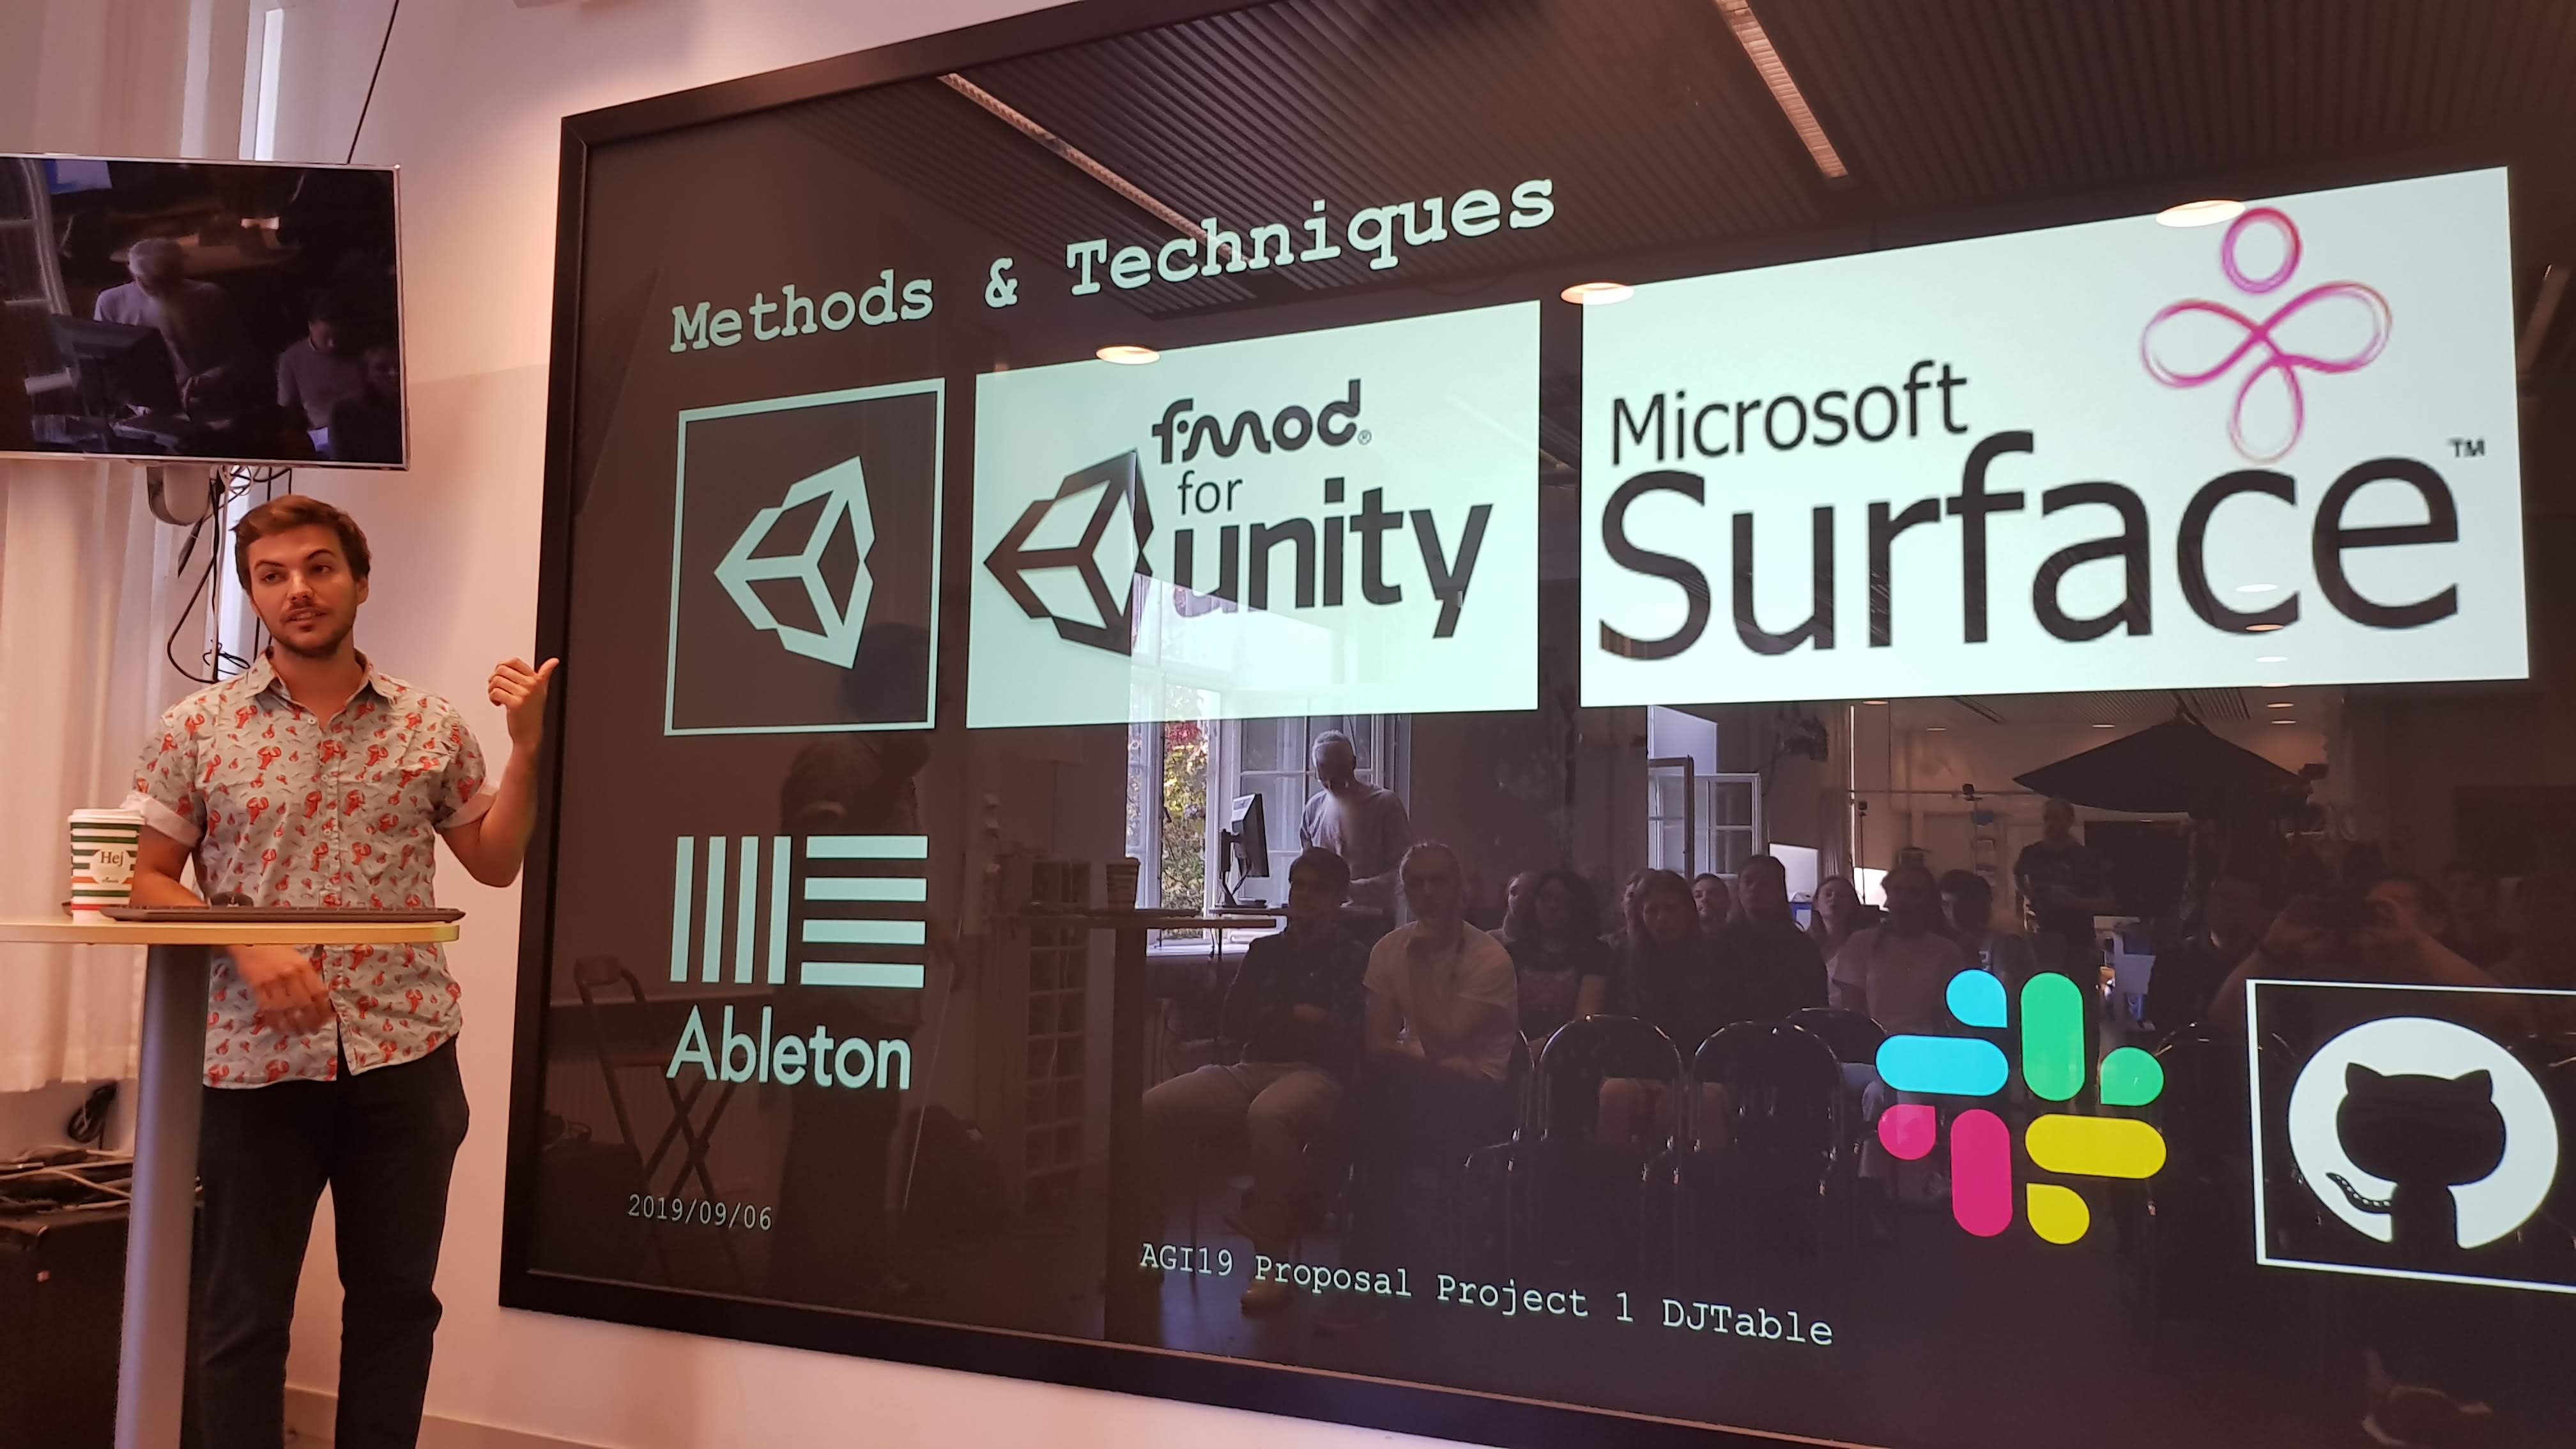 Methods & Techniques
fmod®
for
unity
Microsoft
Surface™
Hej
Ableton
2019/09/06
AGI19 Proposal Project 1 DJTable